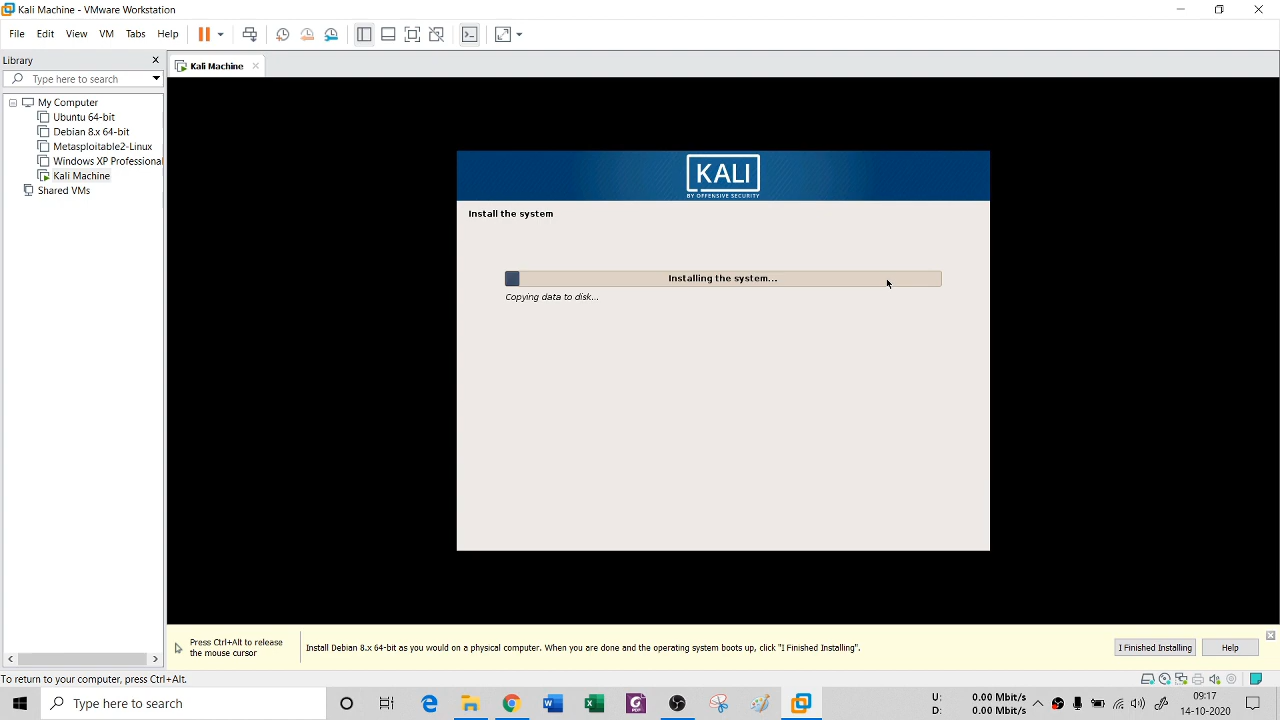 Kali Machine - VMware Workstation
File Edit View VM Tabs Help
Library
Kali Machine
Type here to search
My Computer
Ubuntu 64-bit
Debian 8.x 64-bit
Metasploitable2-Linux
Windows XP Professional
Kali Machine
Shared VMs
KALI
BY OFFENSIVE SECURITY
Install the system
Installing the system...
Copying data to disk...
Press Ctrl+Alt to release
the mouse cursor
Install Debian 8.x 64-bit as you would on a physical computer. When you are done and the operating system boots up, click "I Finished Installing".
I Finished Installing
Help
To return to your computer, press Ctrl+Alt.
Type here to search
U: 0.00 Mbit/s
D: 0.00 Mbit/s
09:17
14-10-2020